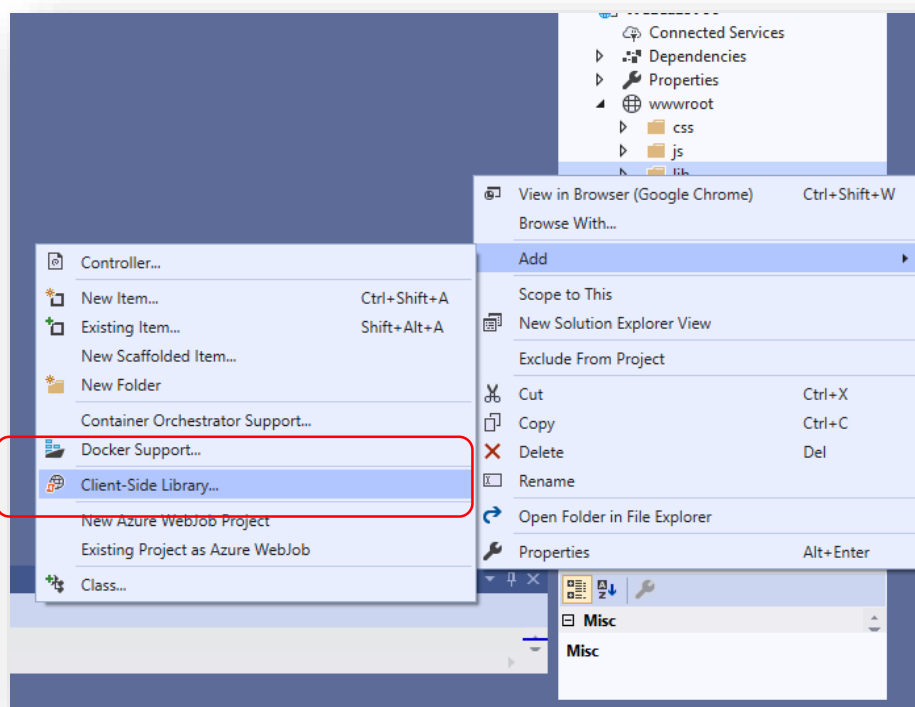 Connected Services
Dependencies
Properties
wwwroot
css
js
lib
View in Browser (Google Chrome) Ctrl+Shift+W
Browse With...
Add
Scope to This
New Solution Explorer View
Exclude From Project
Cut Ctrl+X
Copy Ctrl+C
Delete Del
Rename
Open Folder in File Explorer
Properties Alt+Enter
Controller...
New Item... Ctrl+Shift+A
Existing Item... Shift+Alt+A
New Scaffolded Item...
New Folder
Container Orchestrator Support...
Docker Support...
Client-Side Library...
New Azure WebJob Project
Existing Project as Azure WebJob
Class...
Misc
Misc